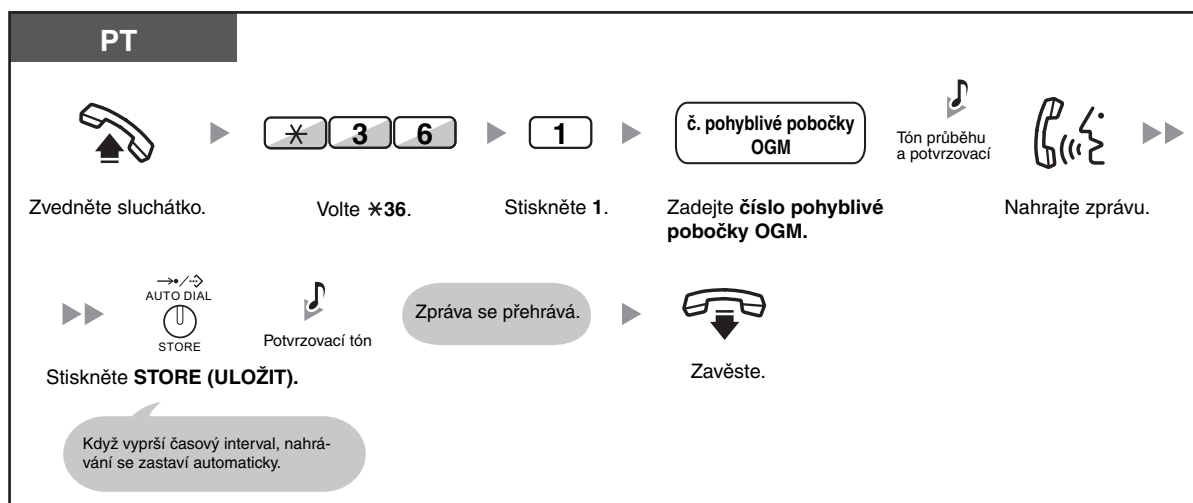 PT
✳ 3 6
1
č. pohyblivé pobočky
OGM
Tón průběhu
a potvrzovací
Zvedněte sluchátko.
Volte ✳36.
Stiskněte 1.
Zadejte číslo pohyblivé
pobočky OGM.
Nahrajte zprávu.
AUTO DIAL
STORE
Potvrzovací tón
Zpráva se přehrává.
Stiskněte STORE (ULOŽIT).
Zavěste.
Když vyprší časový interval, nahrá-
vání se zastaví automaticky.